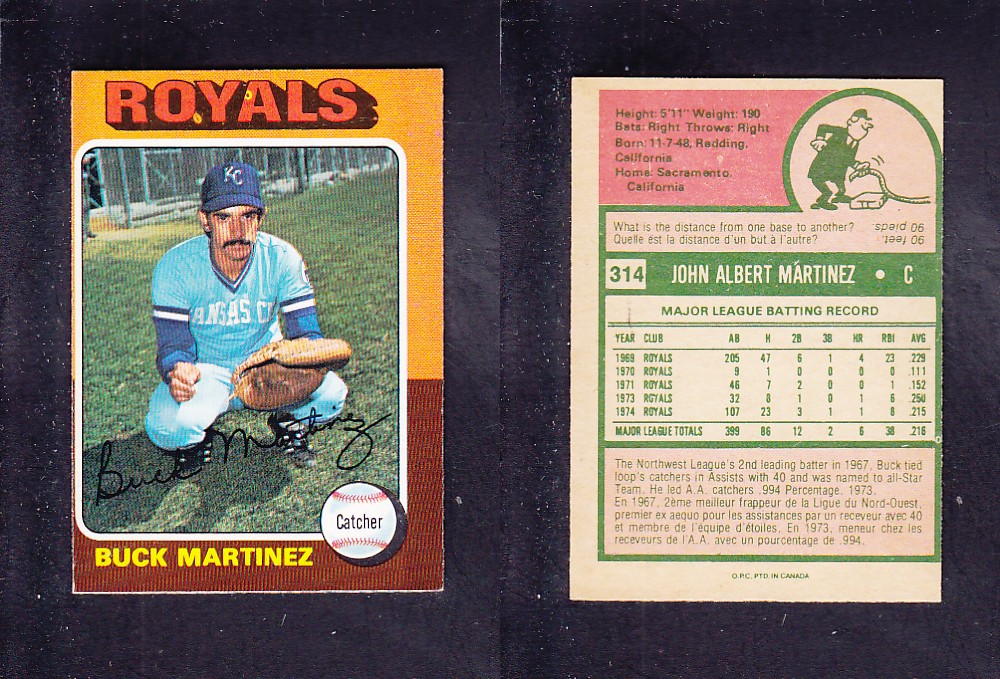 ROYALS
KC
KANSAS CI
Buck Martinez
Catcher
BUCK MARTINEZ
Height: 5'11" Weight: 190
Bats: Right Throws: Right
Born: 11-7-48, Redding,
California
Home: Sacramento,
California
What is the distance from one base to another?
Quelle est la distance d'un but à l'autre?
90 feet.
90 pieds.
314 JOHN ALBERT MARTINEZ • C
MAJOR LEAGUE BATTING RECORD
YEAR CLUB AB H 2B 3B HR RBI AVG
1969 ROYALS 205 47 6 1 4 23 .229
1970 ROYALS 9 1 0 0 0 0 .111
1971 ROYALS 46 7 2 0 0 1 .152
1973 ROYALS 32 8 1 0 1 6 .250
1974 ROYALS 107 23 3 1 1 8 .215
MAJOR LEAGUE TOTALS 399 86 12 2 6 38 .216
The Northwest League's 2nd leading batter in 1967, Buck tied
loop's catchers in Assists with 40 and was named to all-Star
Team. He led A.A. catchers .994 Percentage. 1973.
En 1967, 2ème meilleur frappeur de la Ligue du Nord-Ouest,
premier ex aequo pour les assistances par un receveur avec 40
et membre de l'équipe d'étoiles. En 1973, meneur chez les
receveurs de l'A.A. avec un pourcentage de .994.
O.P.C. PTD. IN CANADA